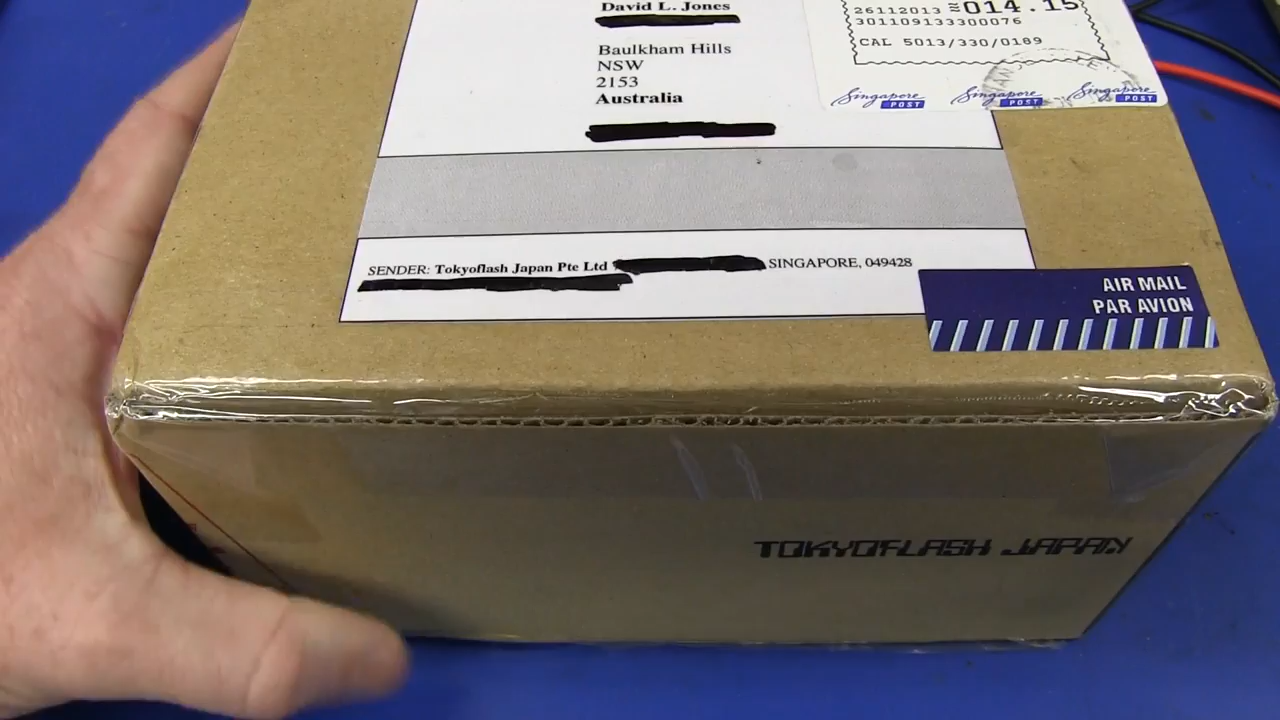 David L. Jones
Baulkham Hills
NSW
2153
Australia
26112013 ≈014.15
301109133300076
CAL 5013/330/0189
Singapore POST Singapore POST Singapore POST
SENDER: Tokyoflash Japan Pte Ltd SINGAPORE, 049428
AIR MAIL
PAR AVION
TOKYOFLASH JAPAN